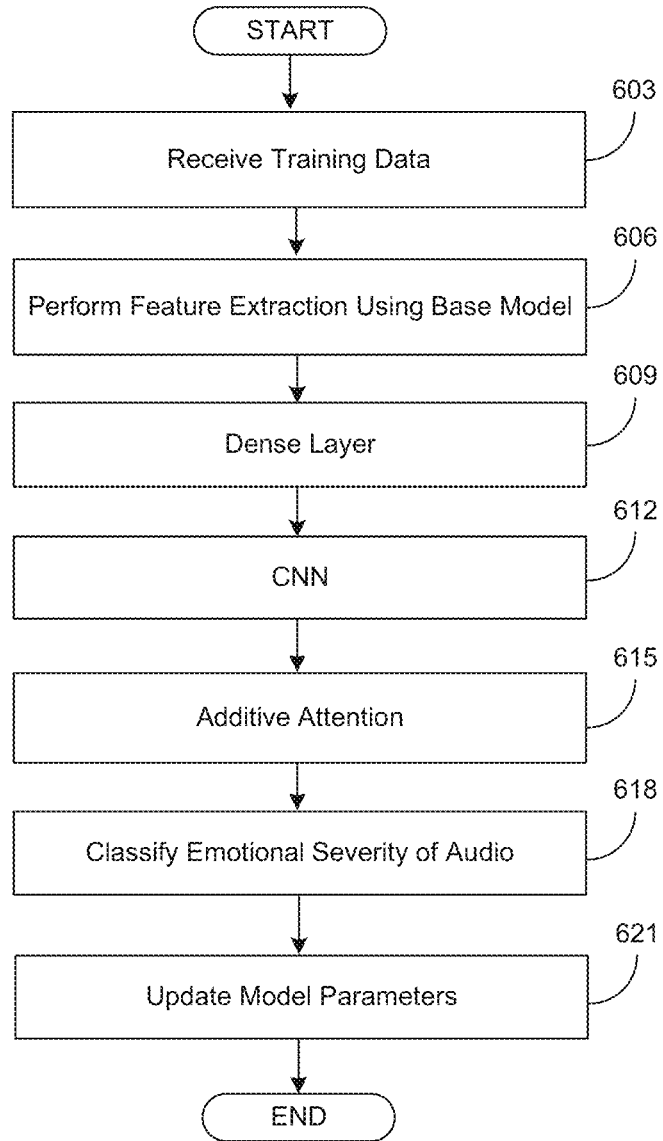 START
603
Receive Training Data
606
Perform Feature Extraction Using Base Model
609
Dense Layer
612
CNN
615
Additive Attention
618
Classify Emotional Severity of Audio
621
Update Model Parameters
END